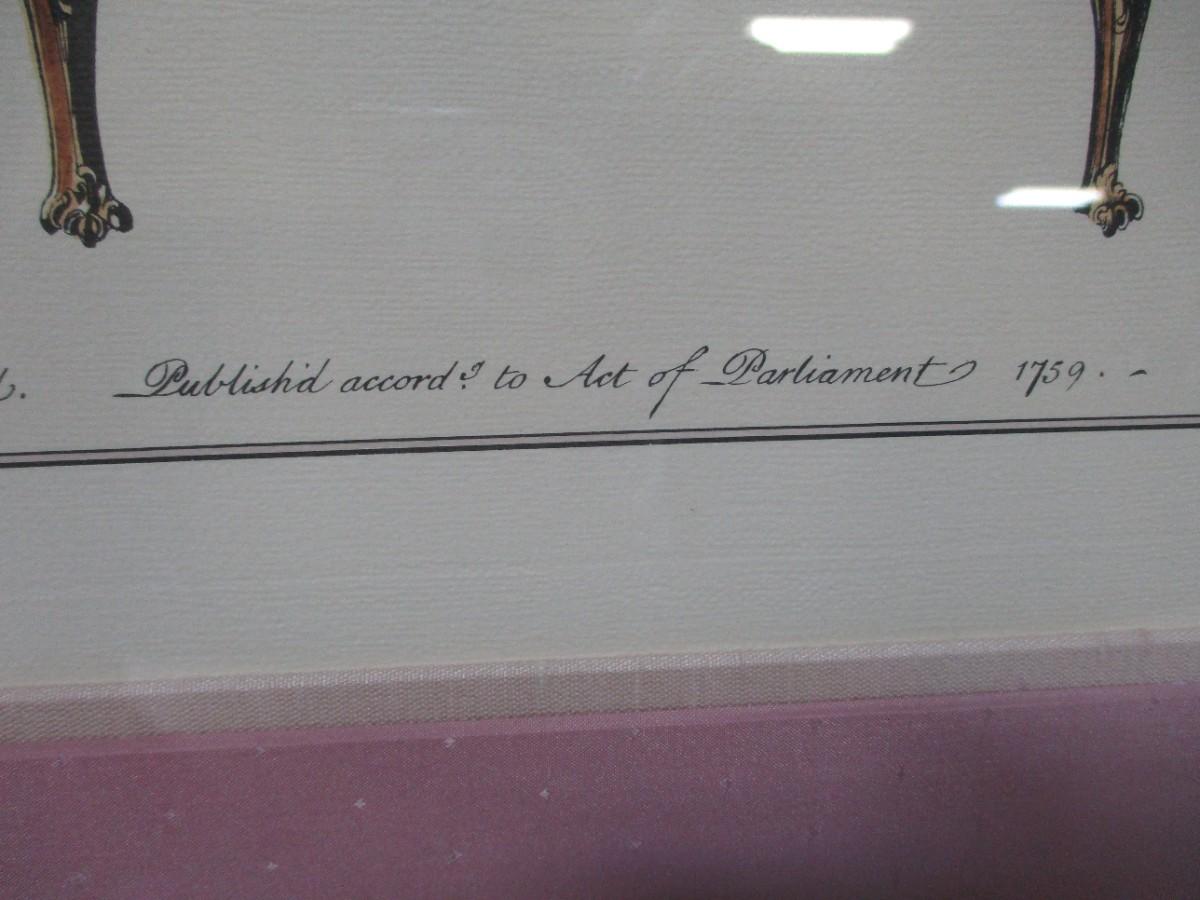 Publish'd accord.g to Act of Parliament 1759. -